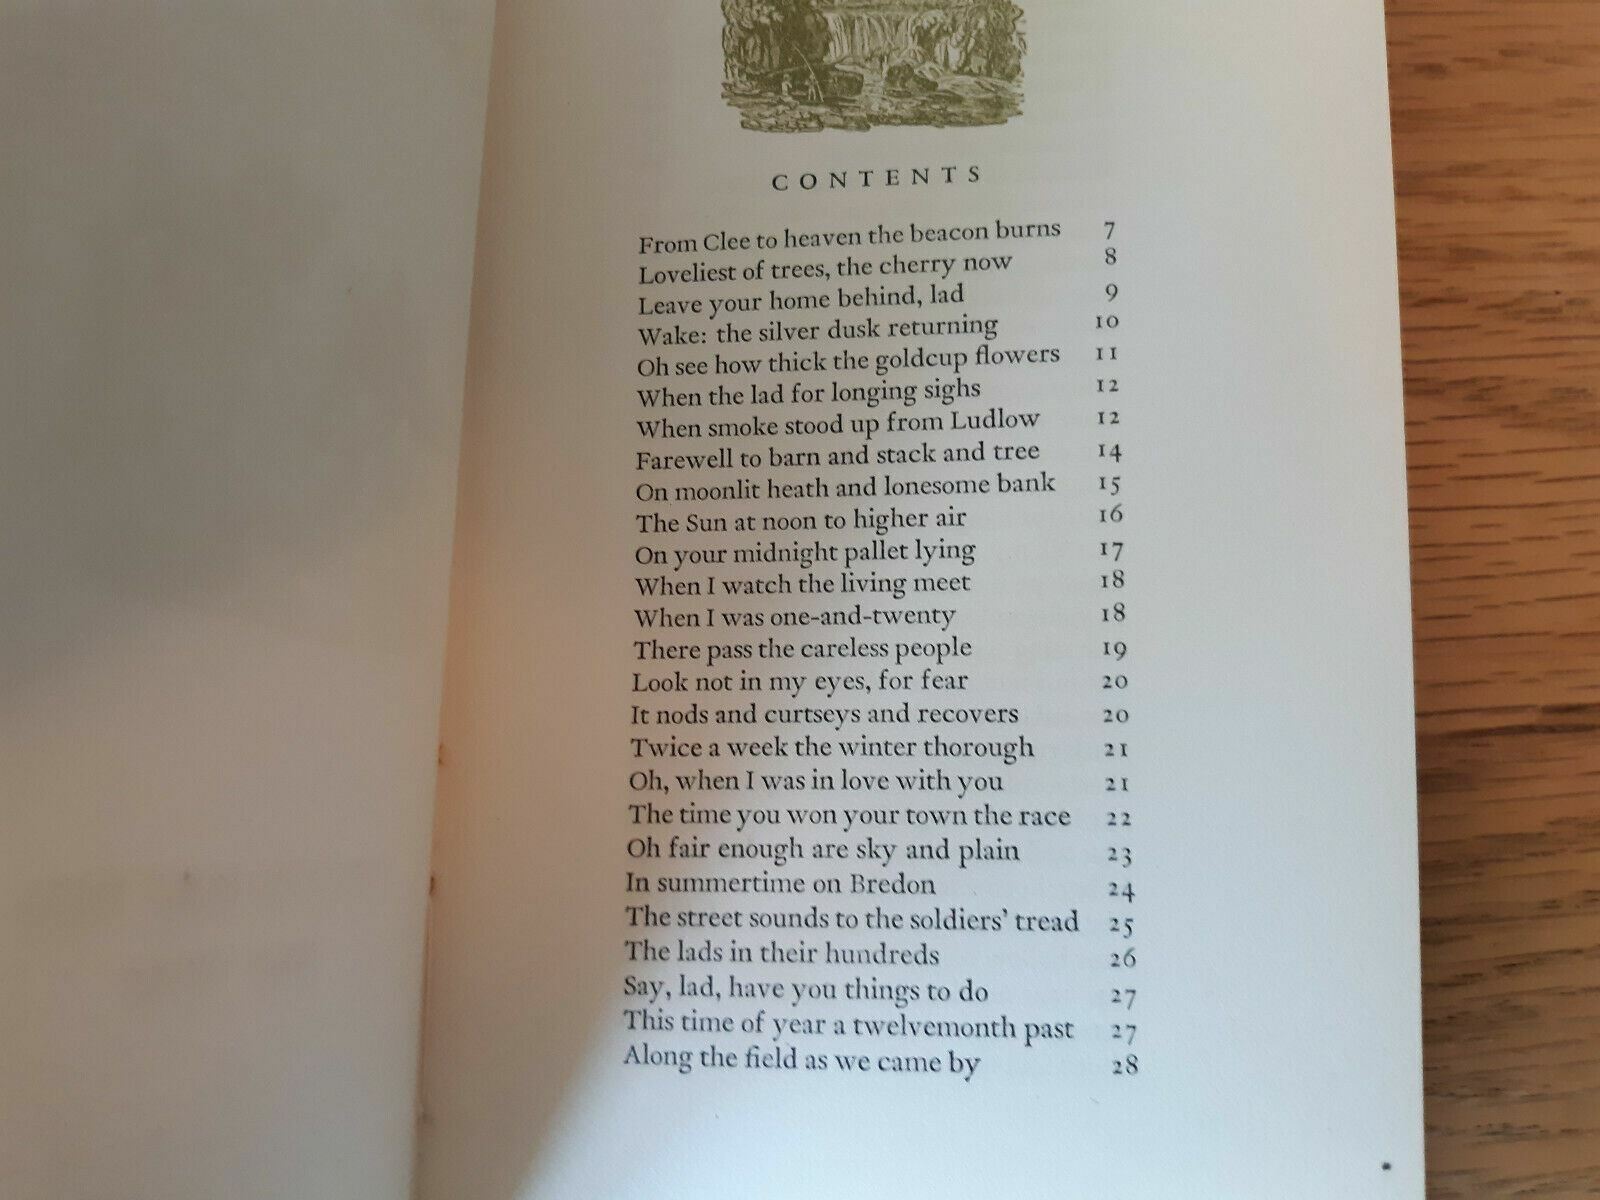 CONTENTS
From Clee to heaven the beacon burns 7
Loveliest of trees, the cherry now 8
Leave your home behind, lad 9
Wake: the silver dusk returning 10
Oh see how thick the goldcup flowers 11
When the lad for longing sighs 12
When smoke stood up from Ludlow 12
Farewell to barn and stack and tree 14
On moonlit heath and lonesome bank 15
The Sun at noon to higher air 16
On your midnight pallet lying 17
When I watch the living meet 18
When I was one-and-twenty 18
There pass the careless people 19
Look not in my eyes, for fear 20
It nods and curtseys and recovers 20
Twice a week the winter thorough 21
Oh, when I was in love with you 21
The time you won your town the race 22
Oh fair enough are sky and plain 23
In summertime on Bredon 24
The street sounds to the soldiers' tread 25
The lads in their hundreds 26
Say, lad, have you things to do 27
This time of year a twelvemonth past 27
Along the field as we came by 28